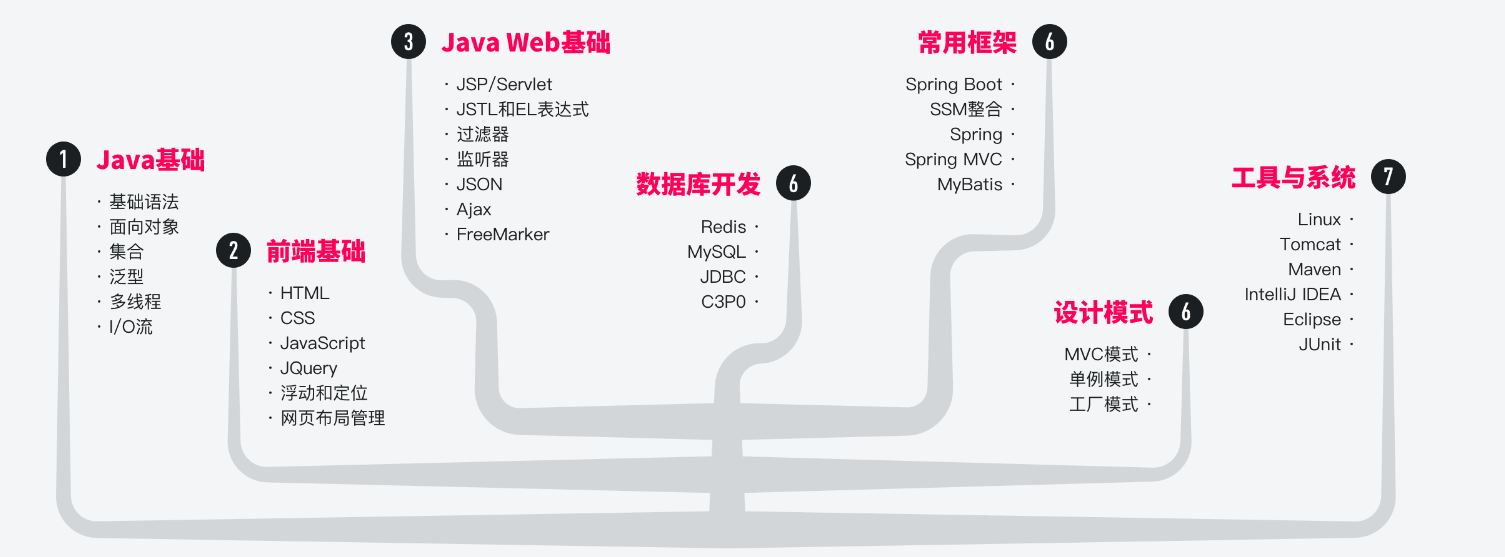 1 Java基础
· 基础语法
· 面向对象
· 集合
· 泛型
· 多线程
· I/O流
2 前端基础
· HTML
· CSS
· JavaScript
· JQuery
· 浮动和定位
· 网页布局管理
3 Java Web基础
· JSP/Servlet
· JSTL和EL表达式
· 过滤器
· 监听器
· JSON
· Ajax
· FreeMarker
数据库开发 6
Redis ·
MySQL ·
JDBC ·
C3P0 ·
常用框架 6
Spring Boot ·
SSM整合 ·
Spring ·
Spring MVC ·
MyBatis ·
设计模式 6
MVC模式 ·
单例模式 ·
工厂模式 ·
工具与系统 7
Linux ·
Tomcat ·
Maven ·
IntelliJ IDEA ·
Eclipse ·
JUnit ·